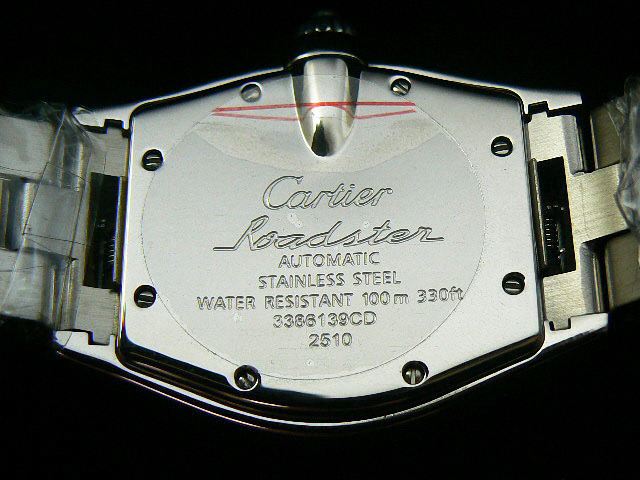 Cartier
Roadster
AUTOMATIC
STAINLESS STEEL
WATER RESISTANT 100m 330ft
3386139CD
2510